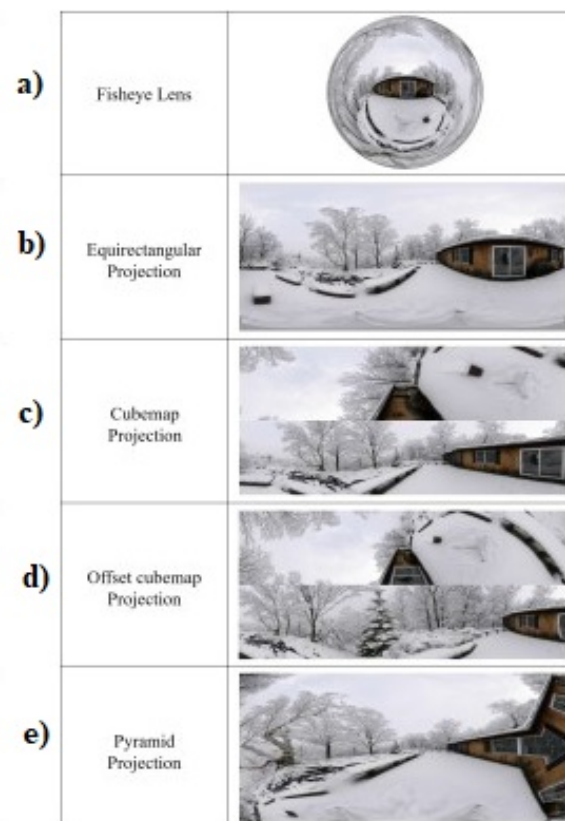 a)
Fisheye Lens
b)
Equirectangular
Projection
c)
Cubemap
Projection
d)
Offset cubemap
Projection
e)
Pyramid
Projection